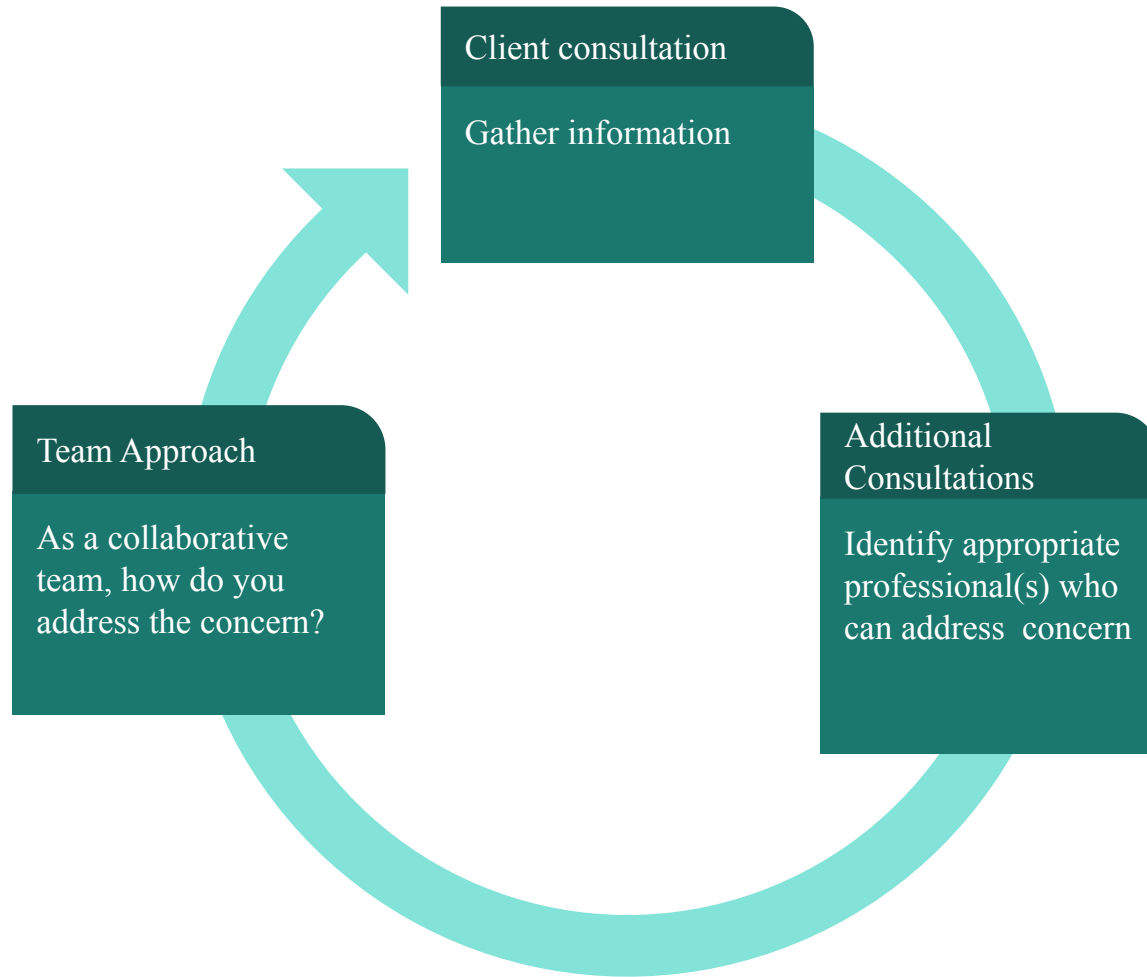 Client consultation
Gather information
Additional
Consultations
Identify appropriate
professional(s) who
can address  concern
Team Approach
As a collaborative
team, how do you
address the concern?